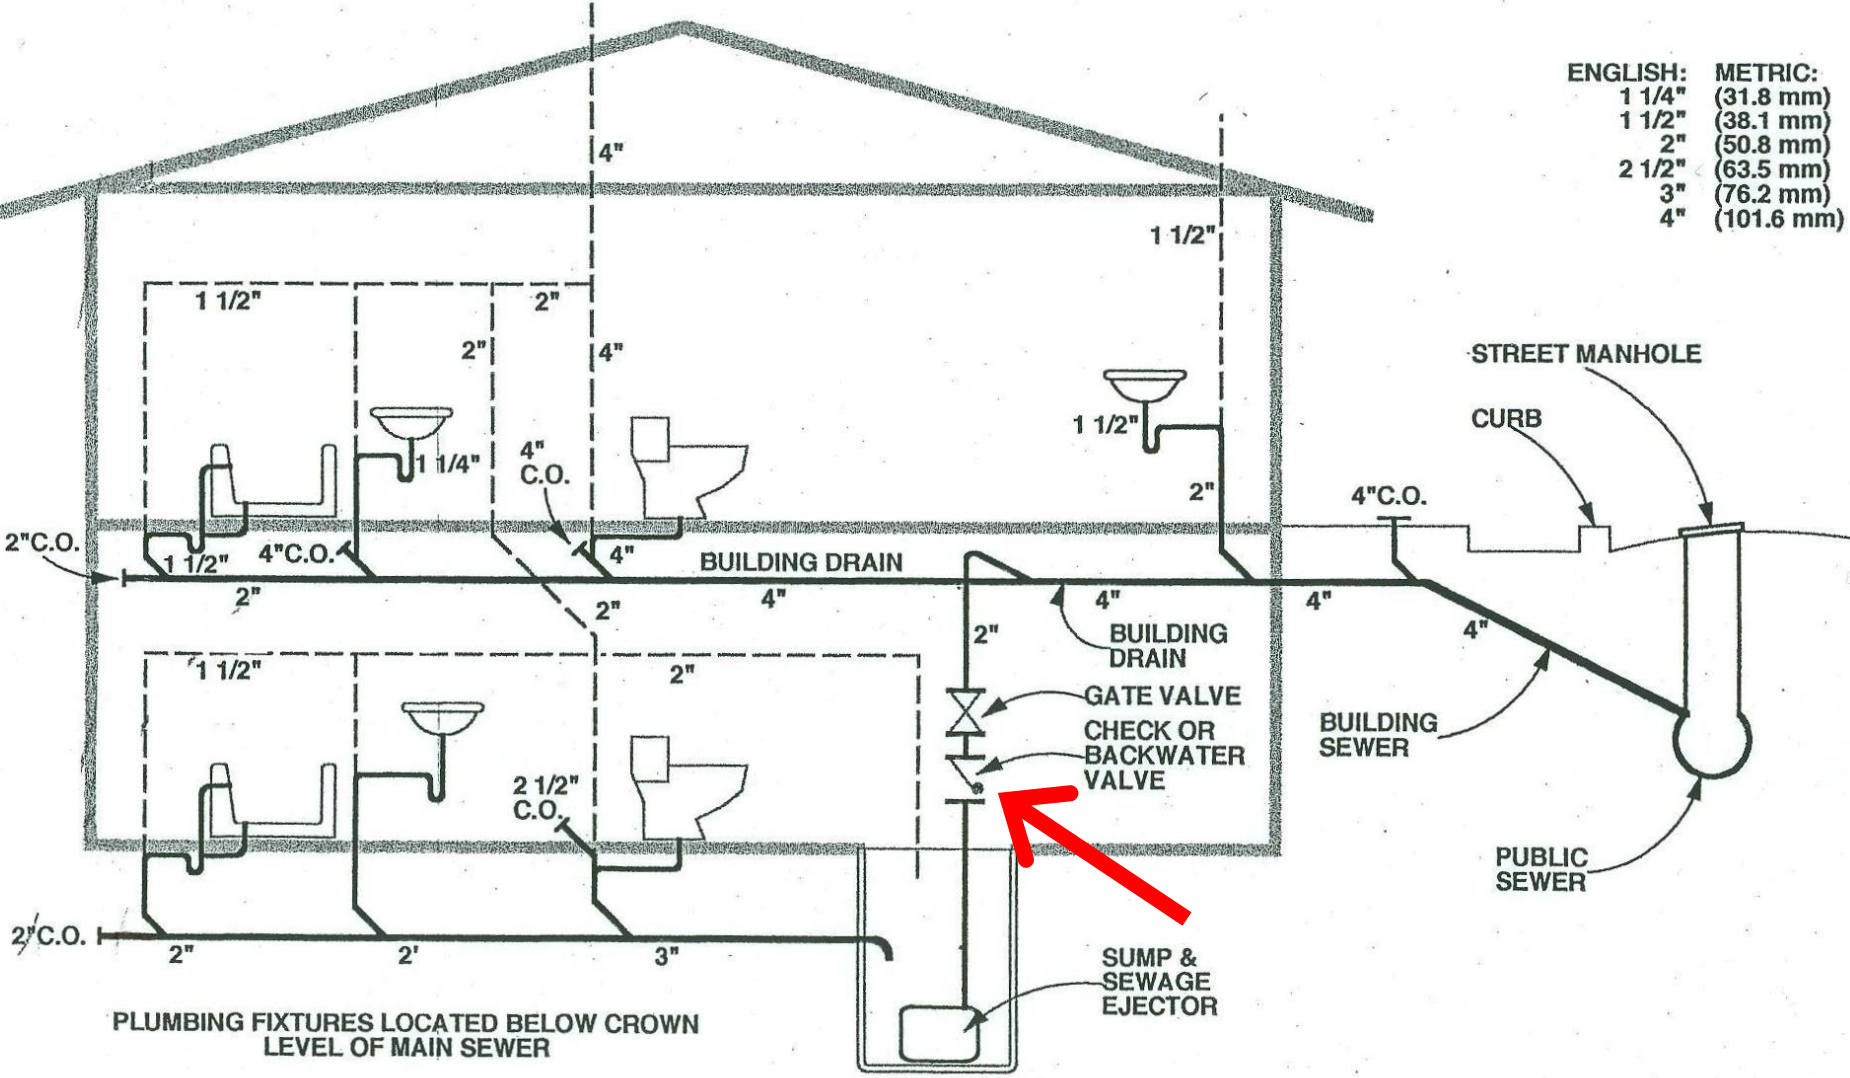 ENGLISH: METRIC:
1 1/4" (31.8 mm)
1 1/2" (38.1 mm)
2" (50.8 mm)
2 1/2" (63.5 mm)
3" (76.2 mm)
4" (101.6 mm)
4"
1 1/2"
1 1/2"
2"
2"
4"
STREET MANHOLE
CURB
1 1/2"
1 1/4"
4"
C.O.
2"
4"C.O.
2"C.O.
1 1/2"
4"C.O.
4"
BUILDING DRAIN
2"
2"
4"
4"
4"
4"
2"
BUILDING
DRAIN
1 1/2"
2"
GATE VALVE
CHECK OR
BACKWATER
VALVE
BUILDING
SEWER
2 1/2"
C.O.
PUBLIC
SEWER
2"C.O.
2"
2'
3"
SUMP &
SEWAGE
EJECTOR
PLUMBING FIXTURES LOCATED BELOW CROWN
LEVEL OF MAIN SEWER